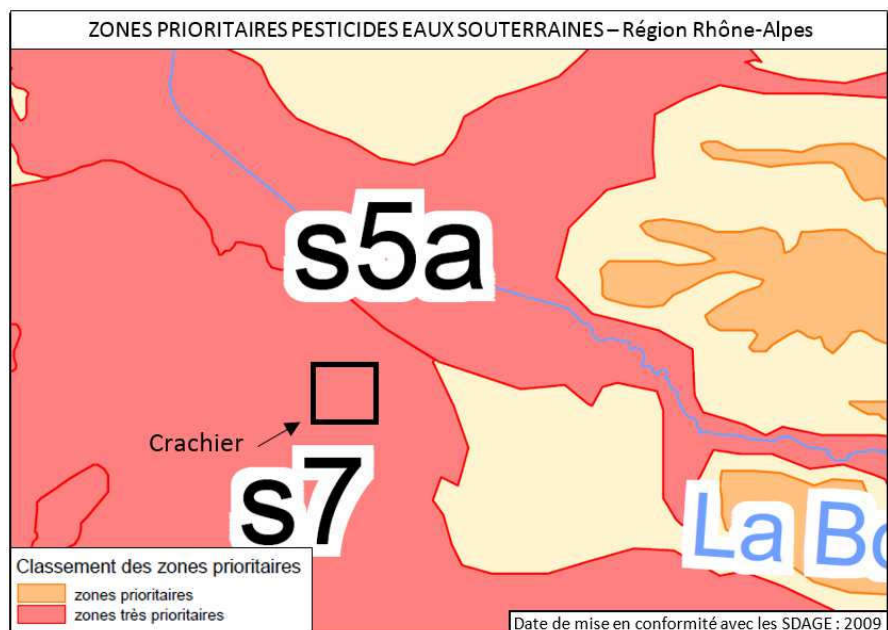 ZONES PRIORITAIRES PESTICIDES EAUX SOUTERRAINES – Région Rhône-Alpes
s5a
Crachier
s7
La Bo
Classement des zones prioritaires
zones prioritaires
zones très prioritaires
Date de mise en conformité avec les SDAGE : 2009